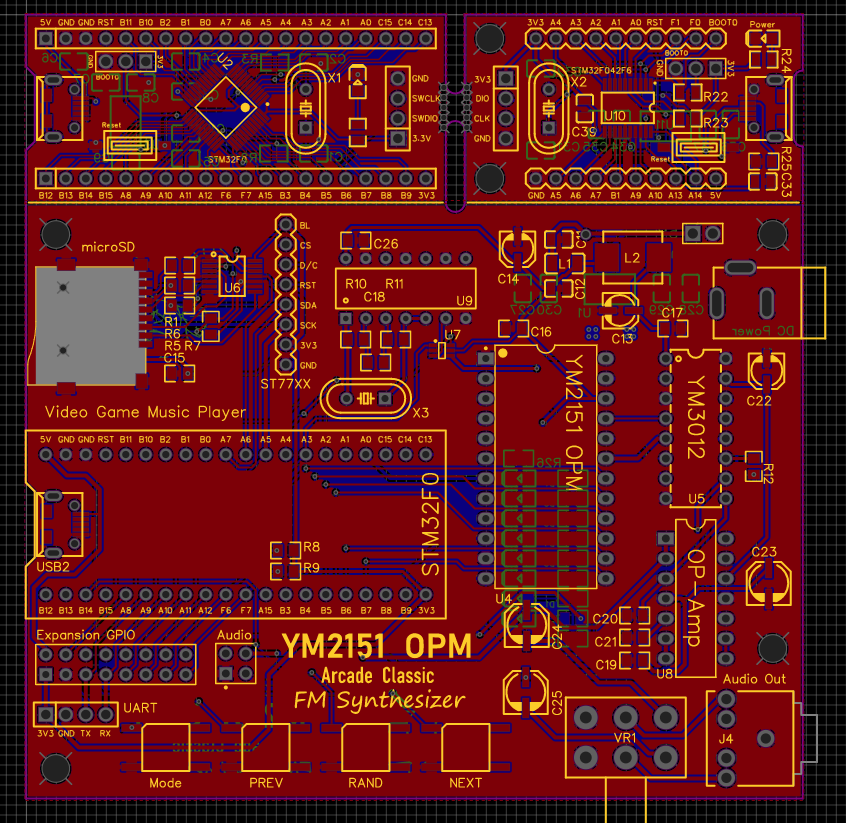 5V GND GND RST B11 B10 B2 B1 B0 A7 A6 A5 A4 A3 A2 A1 A0 C15 C14 C13
3V3 A4 A3 A2 A1 A0 RST F1 F0 BOOT0
Power
GND 3V3
BOOT0
U2
X1
GND
SWCLK
SWDIO
3.3V
Reset
STM32F0
B12 B13 B14 B15 A8 A9 A10 A11 A12 F6 F7 A15 B3 B4 B5 B6 B7 B8 B9 3V3
3V3
DIO
CLK
GND
STM32F042F6
X2
U10
C39
BOOT0
GND 3V3
R22
R23
R24
Reset
R25
C33
GND A5 A6 A7 B1 A9 A10 A13 A14 5V
microSD
U6
R1
R6
R5 R7
C15
BL
CS
D/C
RST
SDA
SCK
3V3
GND
ST77XX
C26
R10 R11
C18
U9
U7
X3
C14
C11
L1
C12
L2
C13
C16
C17
DC Power
YM2151 OPM
U4
YM3012
U5
C22
R12
Video Game Music Player
5V GND GND RST B11 B10 B2 B1 B0 A7 A6 A5 A4 A3 A2 A1 A0 C15 C14 C13
USB2
R8
R9
STM32F0
B12 B13 B14 B15 A8 A9 A10 A11 A12 F6 F7 A15 B3 B4 B5 B6 B7 B8 B9 3V3
R26
OP-Amp
U8
C23
C24
C20
C21
C19
C25
Expansion GPIO
Audio
YM2151 OPM
Arcade Classic
FM Synthesizer
UART
3V3 GND TX RX
Mode
PREV
RAND
NEXT
VR1
Audio Out
J4